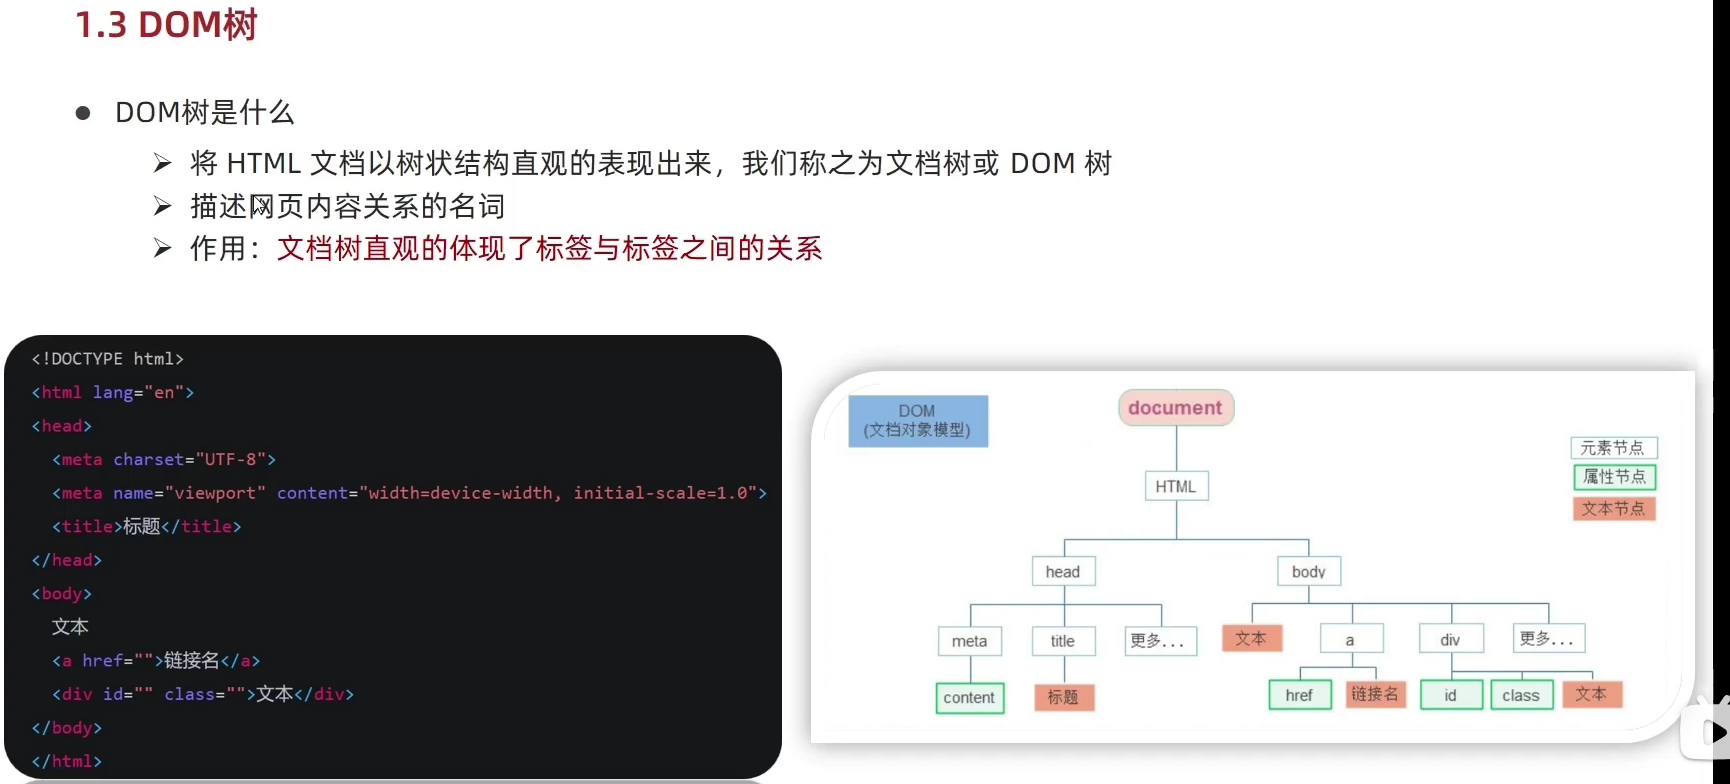 1.3 DOM树
DOM树是什么
将 HTML 文档以树状结构直观的表现出来，我们称之为文档树或 DOM 树
描述网页内容关系的名词
作用：文档树直观的体现了标签与标签之间的关系
<!DOCTYPE html>
<html lang="en">
<head>
<meta charset="UTF-8">
<meta name="viewport" content="width=device-width, initial-scale=1.0">
<title>标题</title>
</head>
<body>
文本
<a href="">链接名</a>
<div id="" class="">文本</div>
</body>
</html>
DOM
(文档对象模型)
document
元素节点
属性节点
文本节点
HTML
head
body
meta
title
更多...
文本
a
div
更多...
content
标题
href
链接名
id
class
文本